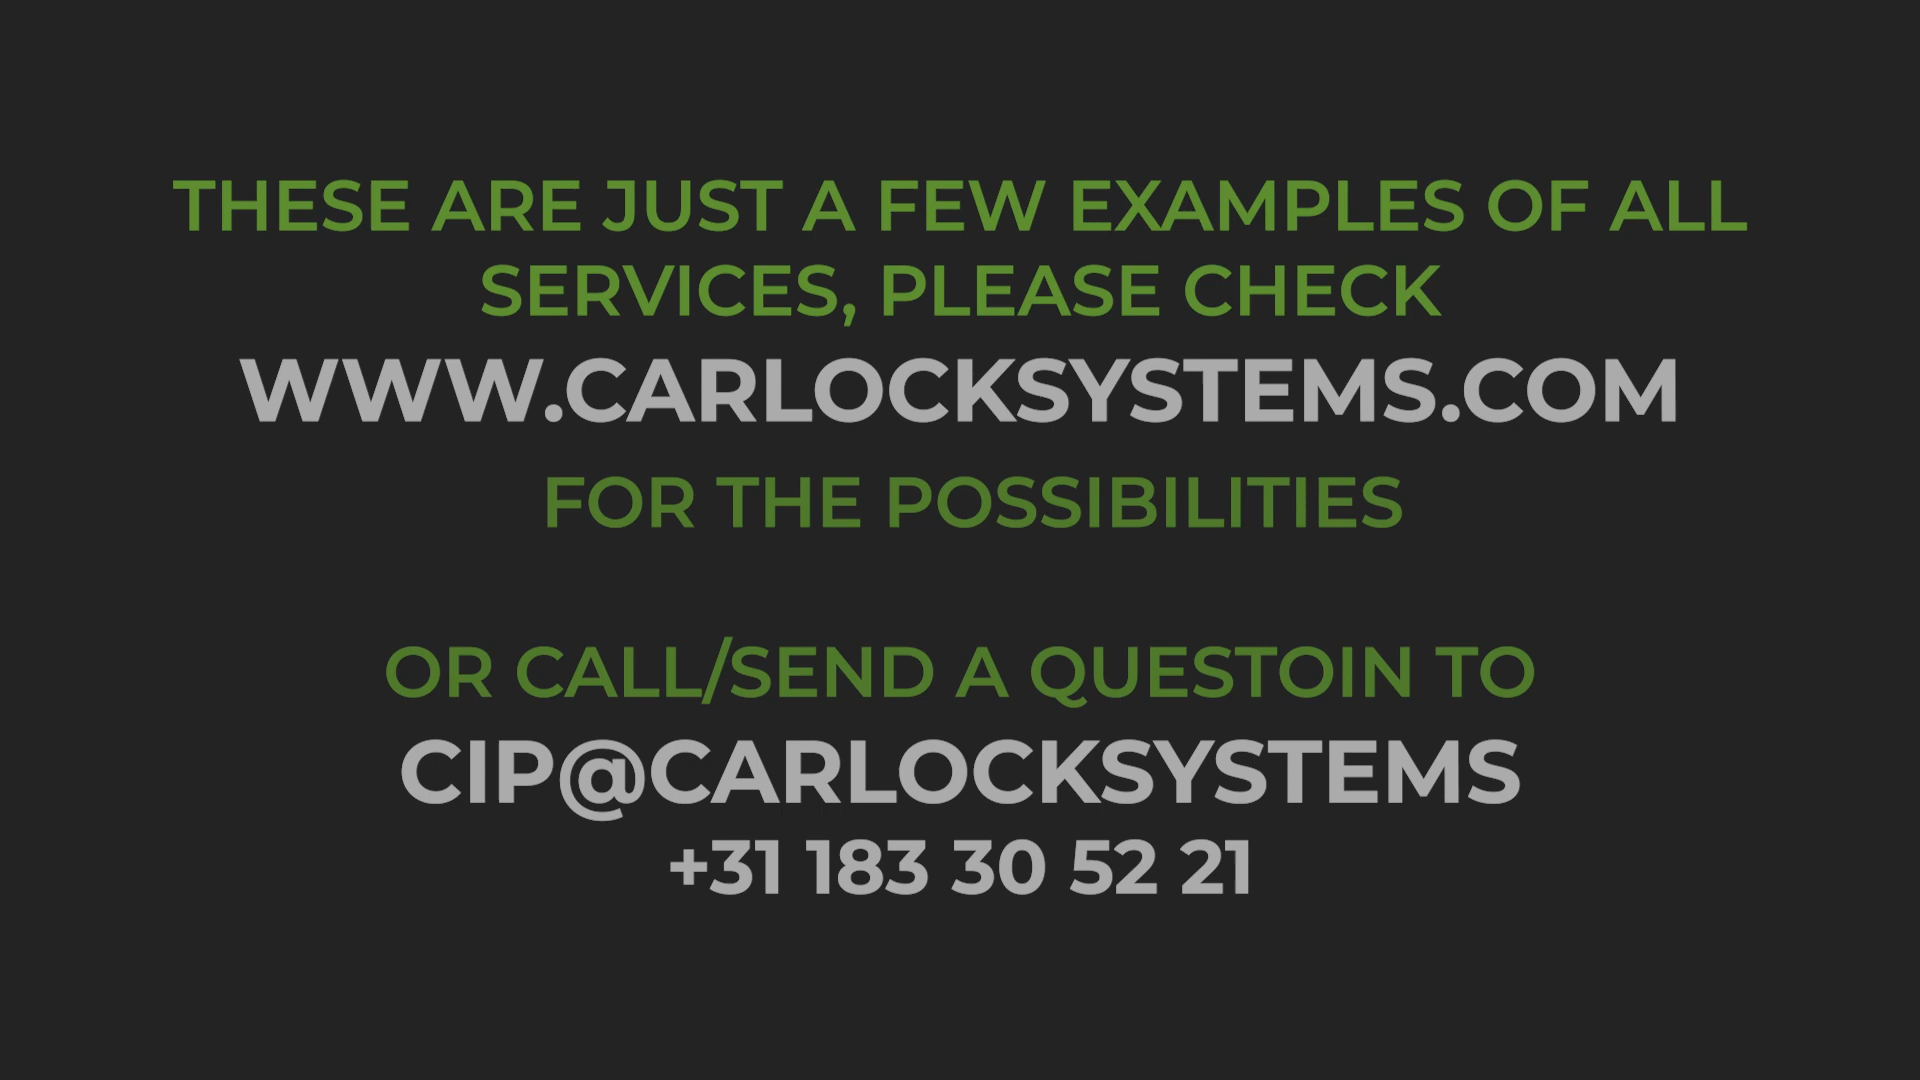 THESE ARE JUST A FEW EXAMPLES OF ALL
SERVICES, PLEASE CHECK
WWW.CARLOCKSYSTEMS.COM
FOR THE POSSIBILITIES
OR CALL/SEND A QUESTOIN TO
CIP@CARLOCKSYSTEMS
+31 183 30 52 21